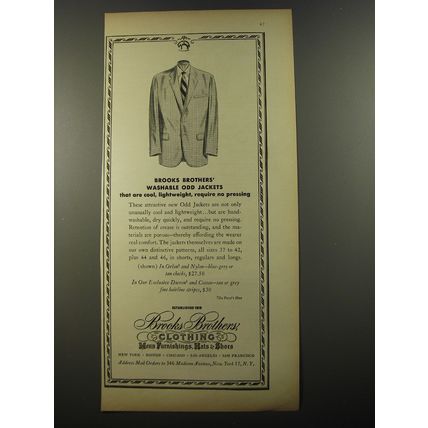 BROOKS BROTHERS'
WASHABLE ODD JACKETS
that are cool, lightweight, require no pressing
These attractive new Odd Jackets are not only
unusually cool and lightweight...but are hand-
washable, dry quickly, and require no pressing.
Retention of crease is outstanding, and the ma-
terials are porous—thereby affording the wearer
real comfort. The jackets themselves are made on
our own distinctive patterns, all sizes 37 to 42,
plus 44 and 46, in shorts, regulars and longs.
(shown) In Orlon* and Nylon—blue-grey or
tan checks, $27.50
In Our Exclusive Dacron* and Cotton—tan or grey
fine hairline stripes, $30
*Du Pont's fiber
ESTABLISHED 1818
Brooks Brothers,
CLOTHING
Mens Furnishings, Hats & Shoes
NEW YORK · BOSTON · CHICAGO · LOS ANGELES · SAN FRANCISCO
Address Mail Orders to 346 Madison Avenue, New York 17, N. Y.